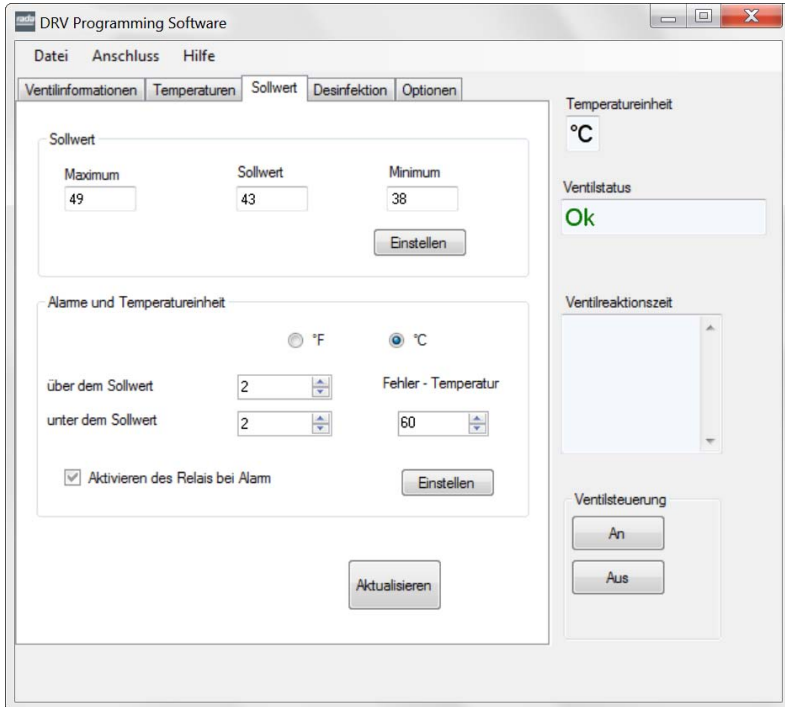 rada DRV Programming Software
Datei Anschluss Hilfe
Ventilinformationen Temperaturen Sollwert Desinfektion Optionen
Sollwert
Maximum Sollwert Minimum
49 43 38
Einstellen
Alarme und Temperatureinheit
°F °C
über dem Sollwert 2 Fehler - Temperatur
unter dem Sollwert 2 60
Aktivieren des Relais bei Alarm Einstellen
Aktualisieren
Temperatureinheit
°C
Ventilstatus
Ok
Ventilreaktionszeit
Ventilsteuerung
An
Aus